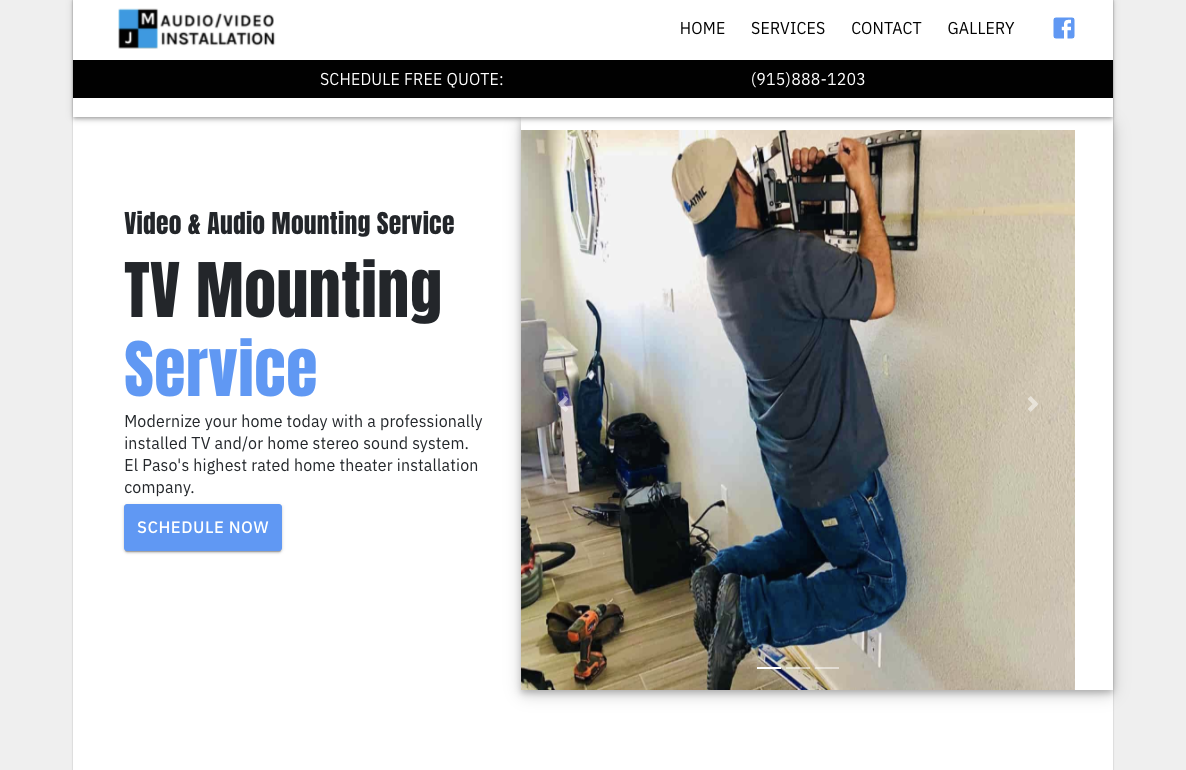 M AUDIO/VIDEO
J INSTALLATION
HOME SERVICES CONTACT GALLERY
SCHEDULE FREE QUOTE: (915)888-1203
Video & Audio Mounting Service
TV Mounting
Service
Modernize your home today with a professionally
installed TV and/or home stereo sound system.
El Paso's highest rated home theater installation
company.
SCHEDULE NOW
ATMC